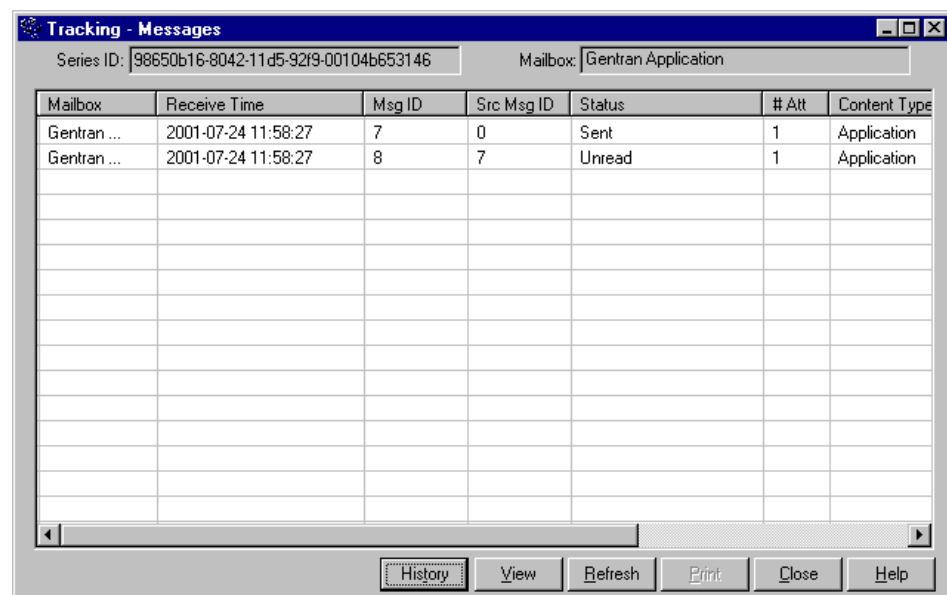 Tracking - Messages
Series ID: 98650b16-8042-11d5-92f9-00104b653146 Mailbox: Gentran Application
Mailbox Receive Time Msg ID Src Msg ID Status # Att Content Type
Gentran ... 2001-07-24 11:58:27 7 0 Sent 1 Application
Gentran ... 2001-07-24 11:58:27 8 7 Unread 1 Application
History View Refresh Print Close Help